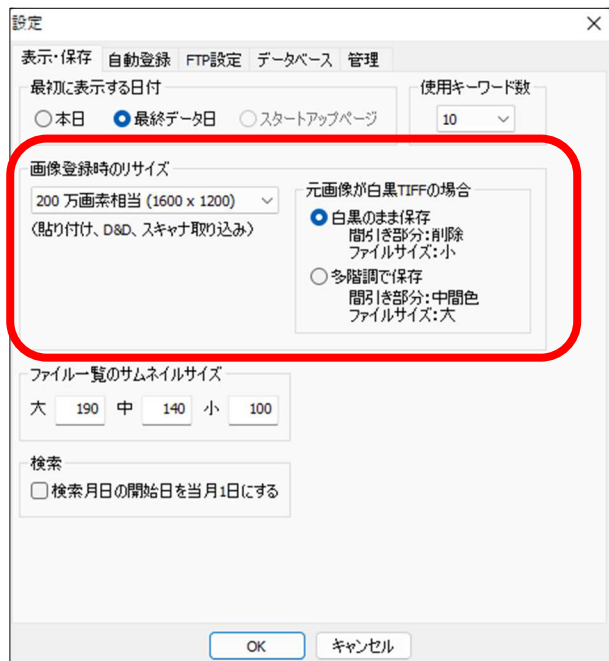 設定
表示・保存 自動登録 FTP設定 データベース 管理
最初に表示する日付
本日 最終データ日 スタートアップページ
使用キーワード数
10
画像登録時のリサイズ
200 万画素相当 (1600 x 1200)
(貼り付け、D&D、スキャナ取り込み)
元画像が白黒TIFFの場合
白黒のまま保存
間引き部分:削除
ファイルサイズ:小
多階調で保存
間引き部分:中間色
ファイルサイズ:大
ファイル一覧のサムネイルサイズ
大 190 中 140 小 100
検索
検索月日の開始日を当月1日にする
OK キャンセル